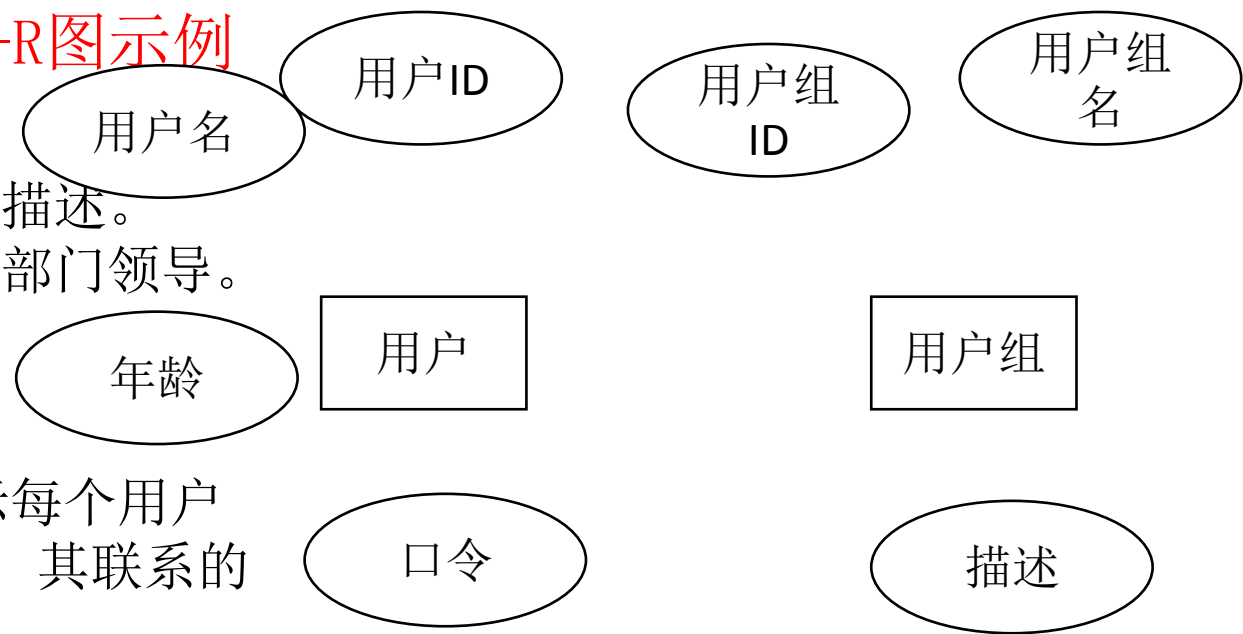 -R图示例
用户ID
用户组
名
用户组
ID
用户名
描述。
部门领导。
用户
用户组
年龄
每个用户
其联系的
口令
描述